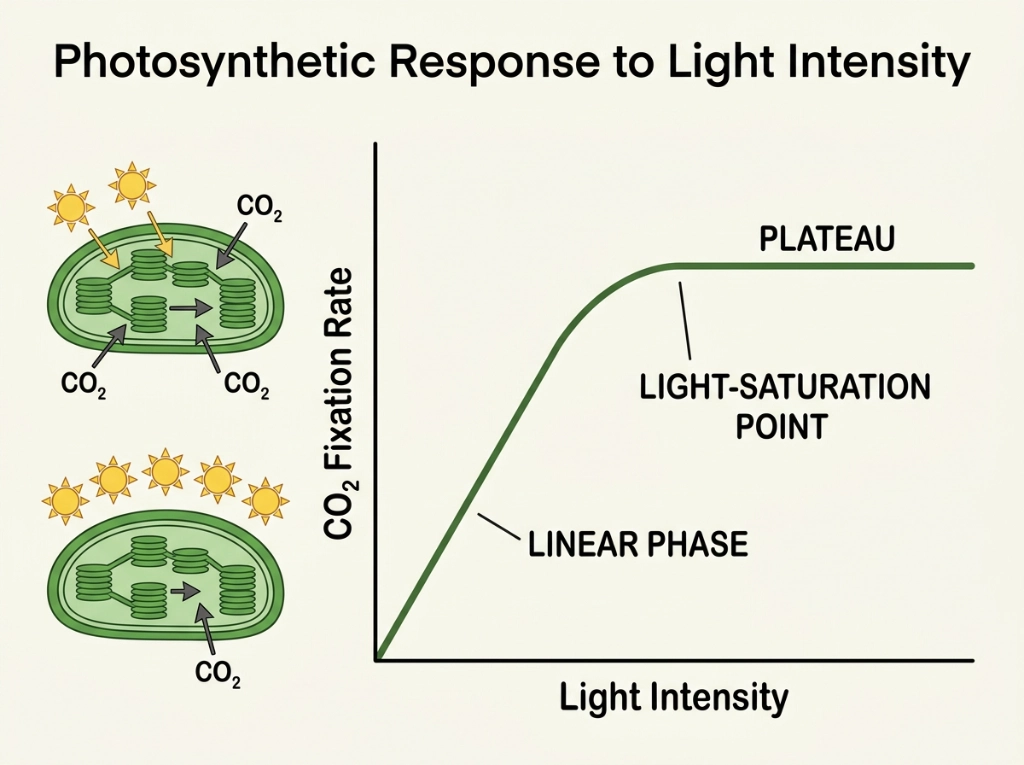 Photosynthetic Response to Light Intensity
CO₂
CO₂
CO₂
CO₂
CO₂ Fixation Rate
PLATEAU
LIGHT-SATURATION
POINT
LINEAR PHASE
Light Intensity